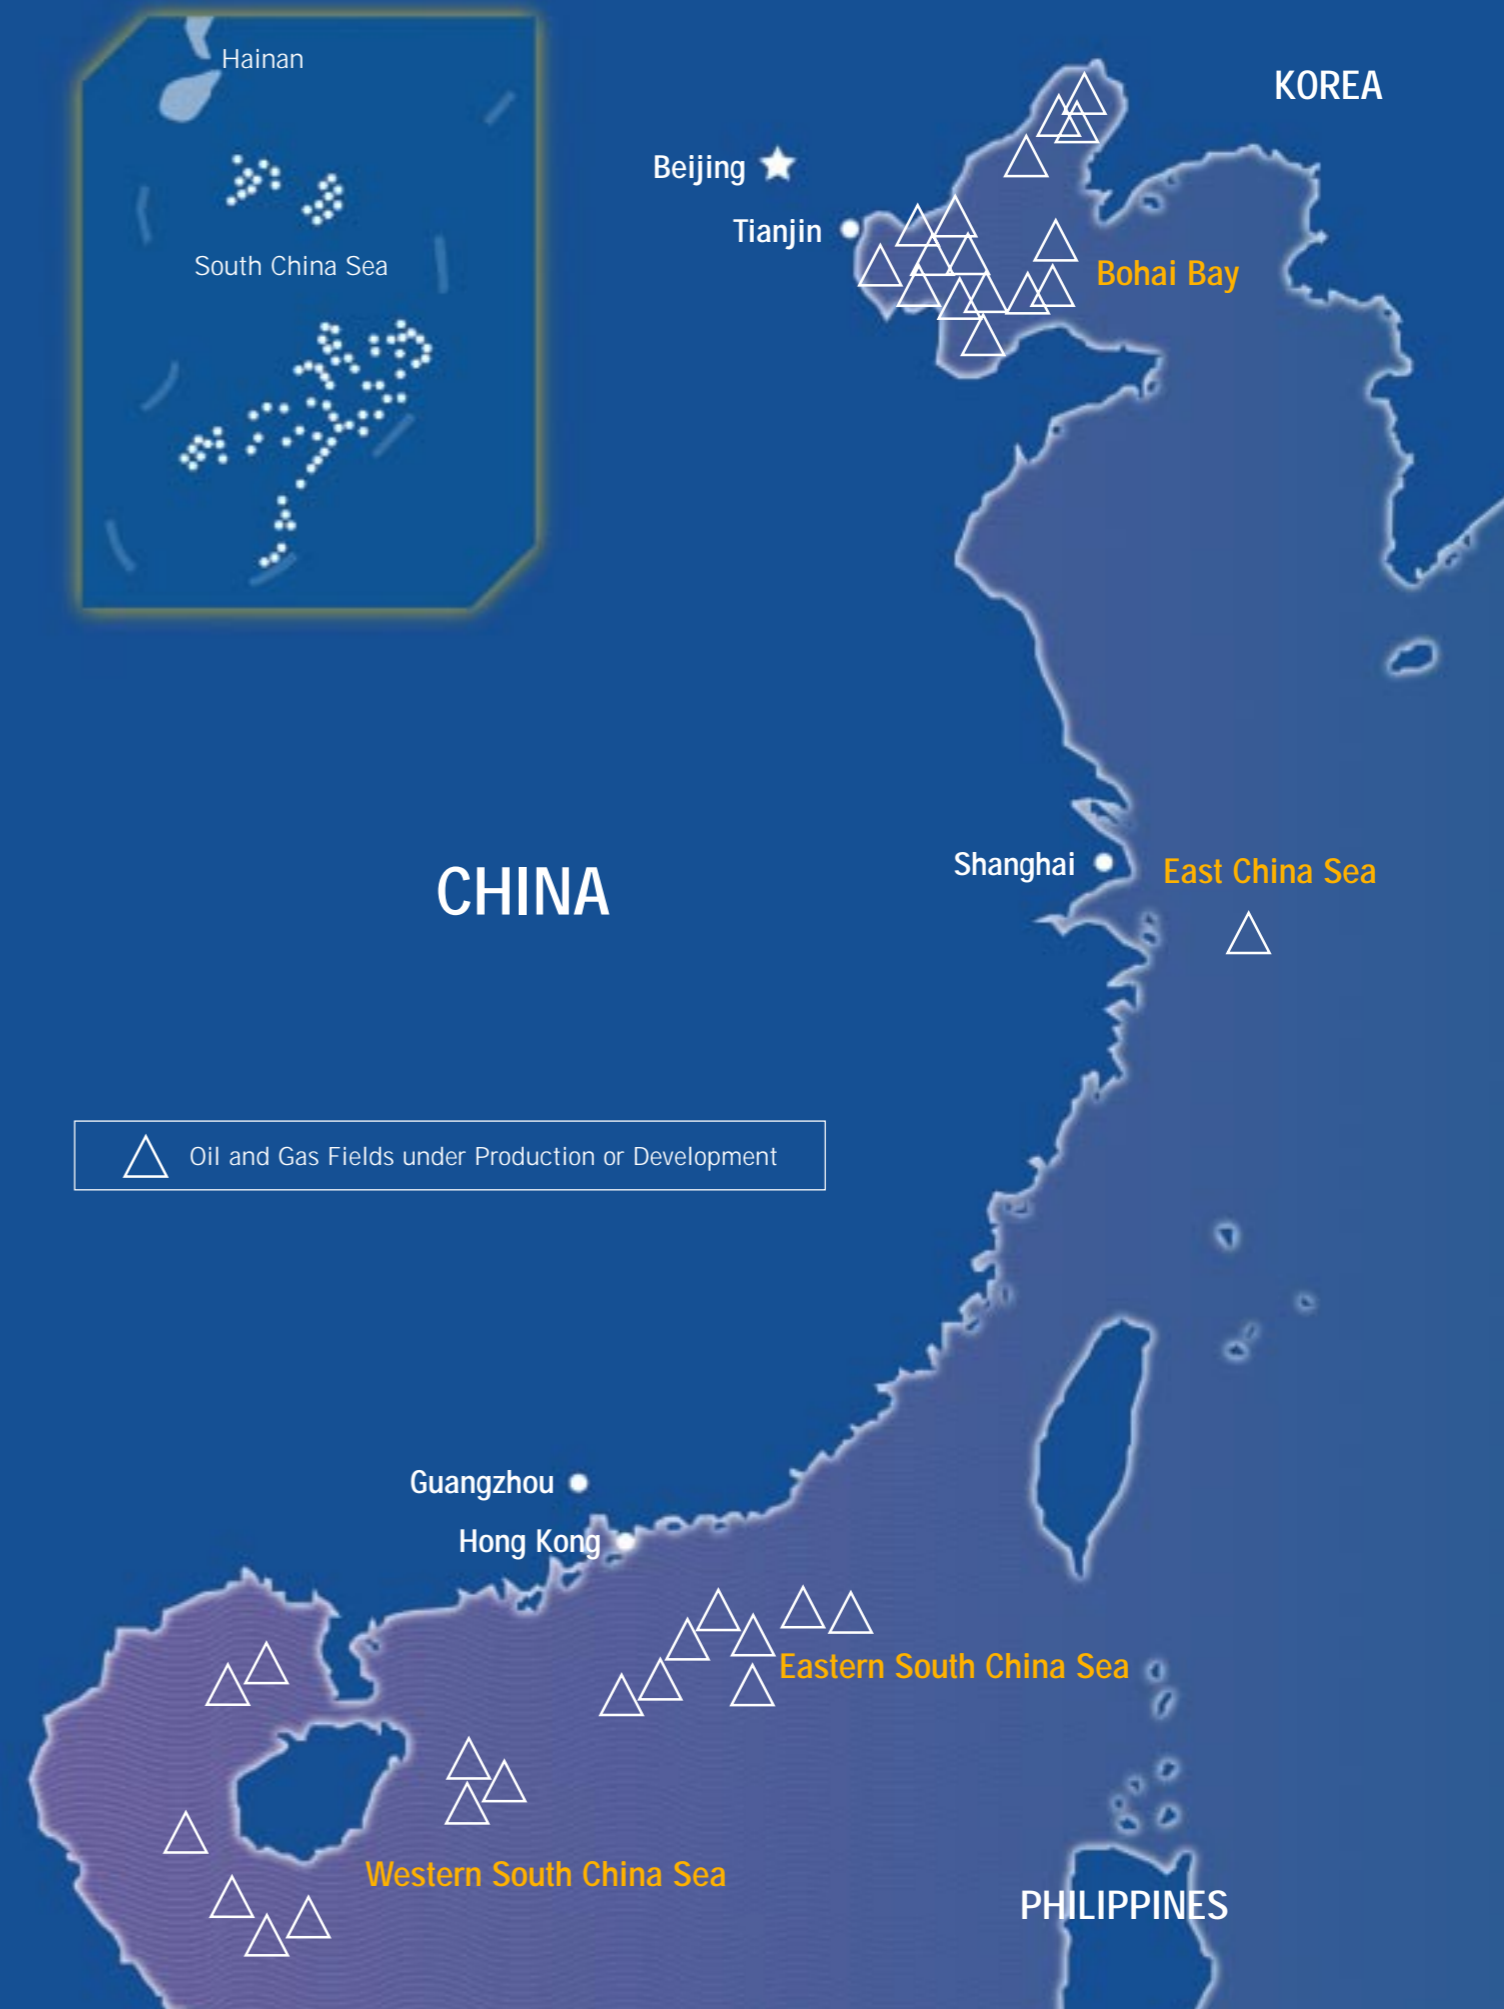 Hainan
KOREA
Beijing
Tianjin
South China Sea
Bohai Bay
Shanghai
East China Sea
CHINA
Oil and Gas Fields under Production or Development
Guangzhou
Hong Kong
Eastern South China Sea
Western South China Sea
PHILIPPINES